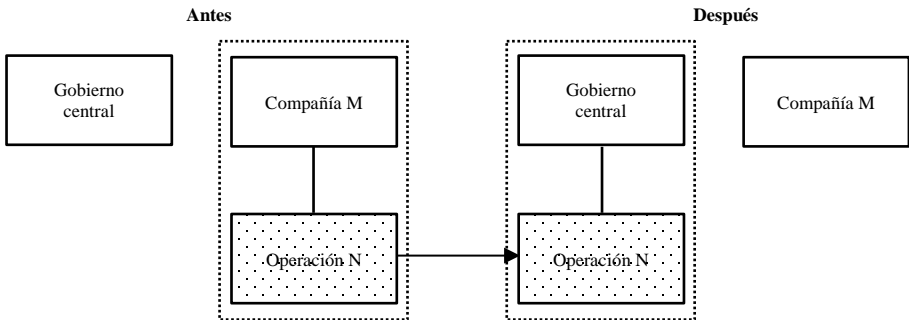 Antes
Después
Gobierno
central
Compañía M
Gobierno
central
Compañía M
Operación N
Operación N